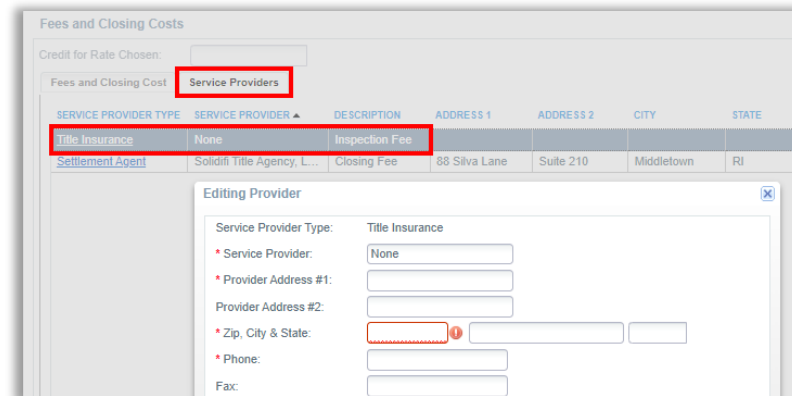 Fees and Closing Costs
Credit for Rate Chosen:
Fees and Closing Cost Service Providers
SERVICE PROVIDER TYPE SERVICE PROVIDER ▲ DESCRIPTION ADDRESS 1 ADDRESS 2 CITY STATE
Title Insurance None Inspection Fee
Settlement Agent Solidifi Title Agency, L... Closing Fee 88 Silva Lane Suite 210 Middletown RI
Editing Provider
Service Provider Type: Title Insurance
* Service Provider: None
* Provider Address #1:
Provider Address #2:
* Zip, City & State:
* Phone:
Fax: